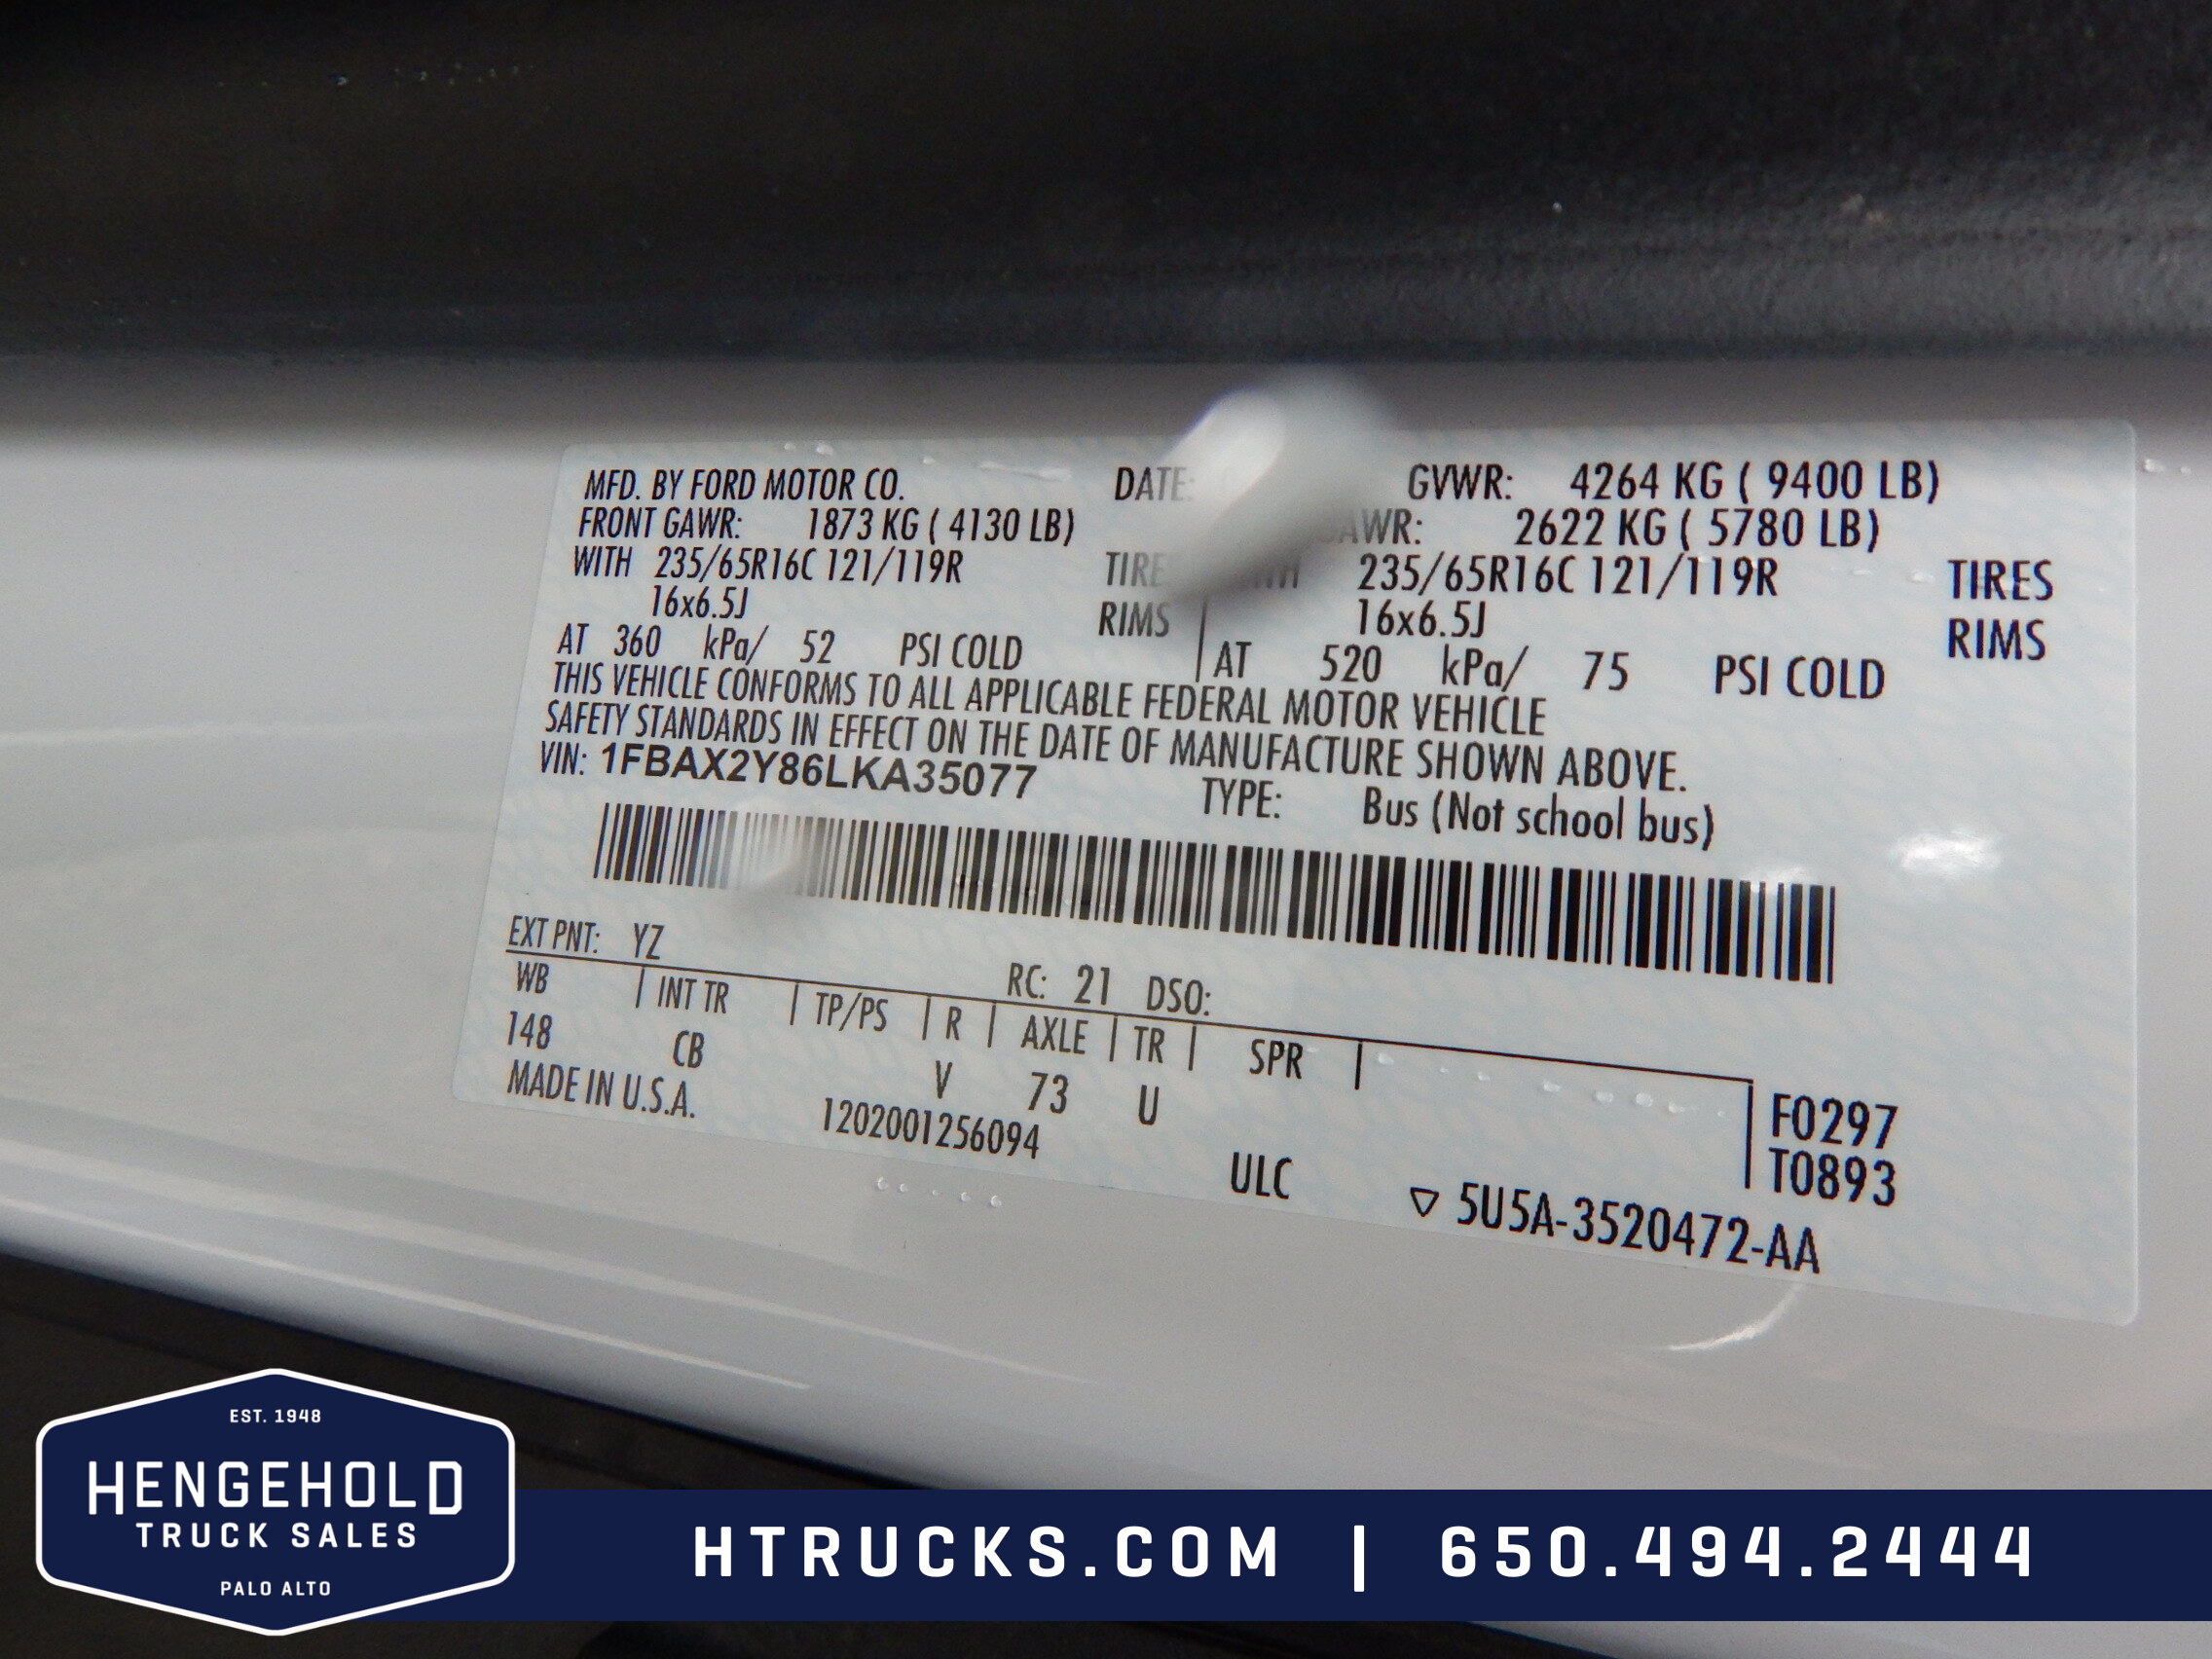 MFD. BY FORD MOTOR CO. DATE: GVWR: 4264 KG ( 9400 LB)
FRONT GAWR: 1873 KG ( 4130 LB) 2622 KG ( 5780 LB)
WITH 235/65R16C 121/119R 235/65R16C 121/119R TIRES
16x6.5J RIMS 16x6.5J RIMS
AT 360 kPa/ 52 PSI COLD AT 520 kPa/ 75 PSI COLD
THIS VEHICLE CONFORMS TO ALL APPLICABLE FEDERAL MOTOR VEHICLE
SAFETY STANDARDS IN EFFECT ON THE DATE OF MANUFACTURE SHOWN ABOVE.
VIN: 1FBAX2Y86LKA35077 TYPE: Bus (Not school bus)
EXT PNT: YZ RC: 21 DSO:
WB INT TR TP/PS R AXLE TR SPR
148 CB V 73 U F0297
T0893
MADE IN U.S.A. 1202001256094 ULC ▽ 5U5A-3520472-AA
EST. 1948
HENGEHOLD
TRUCK SALES
PALO ALTO
HTRUCKS.COM | 650.494.2444